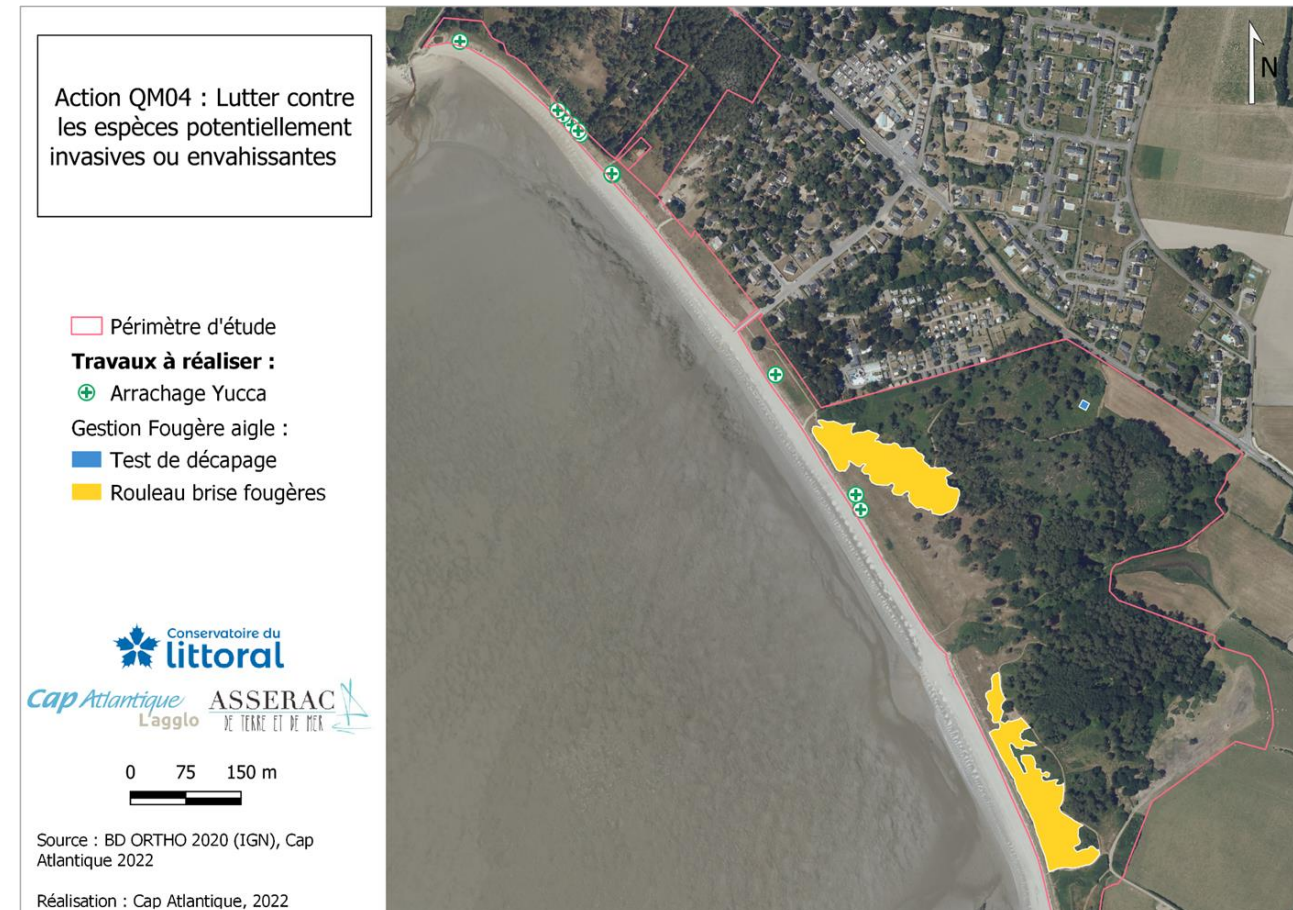 Action QM04 : Lutter contre
les espèces potentiellement
invasives ou envahissantes
Périmètre d'étude
Travaux à réaliser :
Arrachage Yucca
Gestion Fougère aigle :
Test de décapage
Rouleau brise fougères
Conservatoire du
littoral
Cap Atlantique
L'agglo
ASSERAC
DE TERRE ET DE MER
0 75 150 m
Source : BD ORTHO 2020 (IGN), Cap
Atlantique 2022
Réalisation : Cap Atlantique, 2022
N